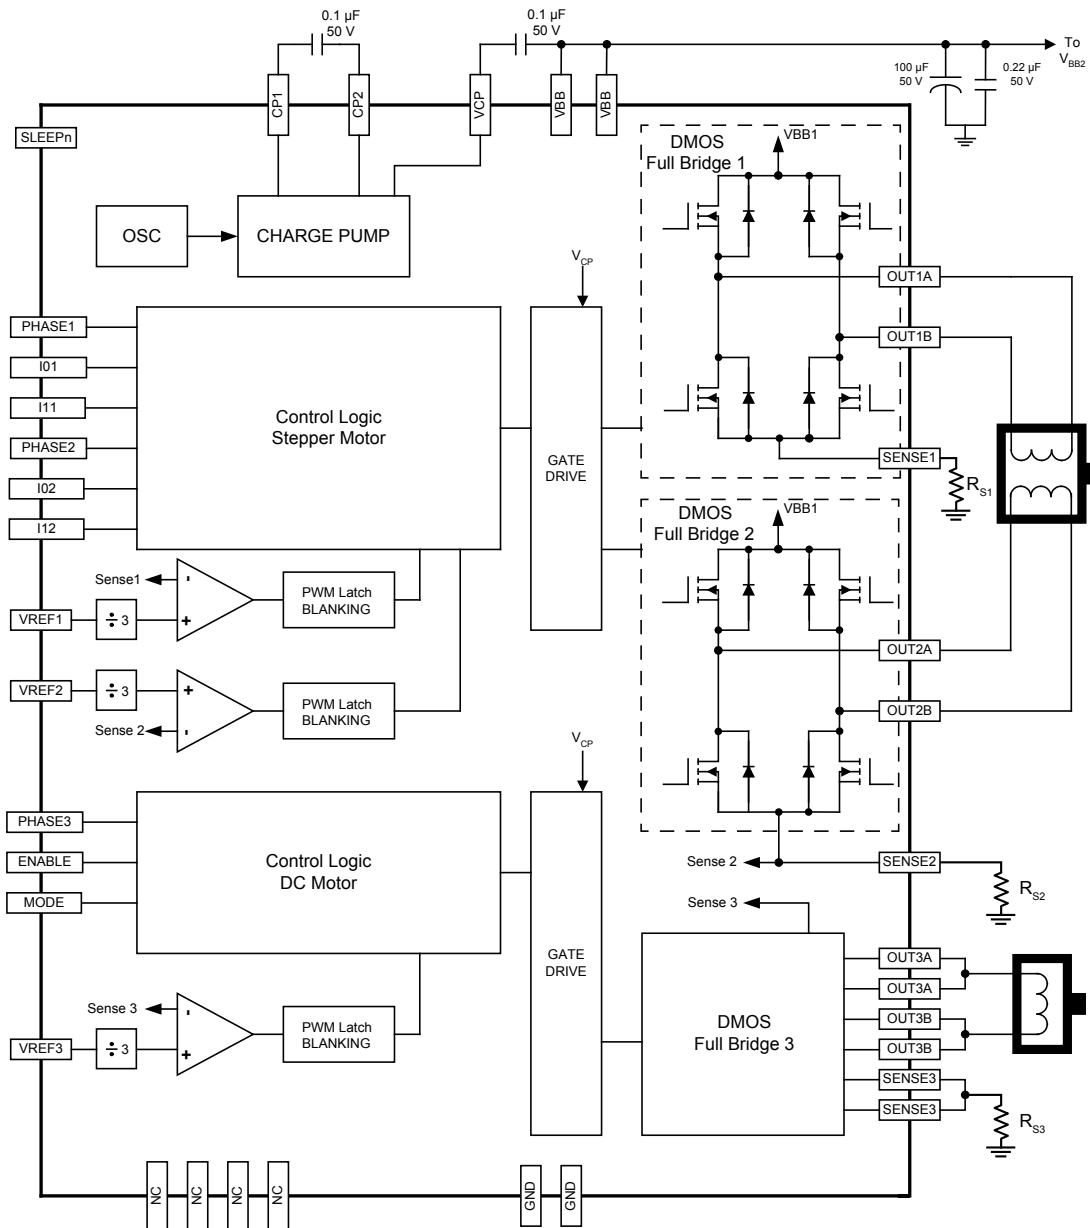 0.1 µF
50 V
0.1 µF
50 V
To
VBB2
100 µF
50 V
0.22 µF
50 V
CP1
CP2
VCP
VBB
VBB
SLEEPn
DMOS
Full Bridge 1
VBB1
OSC
CHARGE PUMP
VCP
OUT1A
PHASE1
OUT1B
I01
I11
Control Logic
Stepper Motor
PHASE2
GATE
DRIVE
SENSE1
RS1
I02
I12
DMOS
Full Bridge 2
VBB1
Sense1
-
+
PWM Latch
BLANKING
VREF1
÷ 3
OUT2A
VREF2
÷ 3
+
-
PWM Latch
BLANKING
OUT2B
Sense 2
VCP
PHASE3
ENABLE
Control Logic
DC Motor
Sense 2
SENSE2
RS2
MODE
Sense 3
GATE
DRIVE
OUT3A
OUT3A
Sense 3
-
+
PWM Latch
BLANKING
DMOS
Full Bridge 3
OUT3B
VREF3
÷ 3
OUT3B
SENSE3
SENSE3
RS3
NC
NC
NC
NC
GND
GND